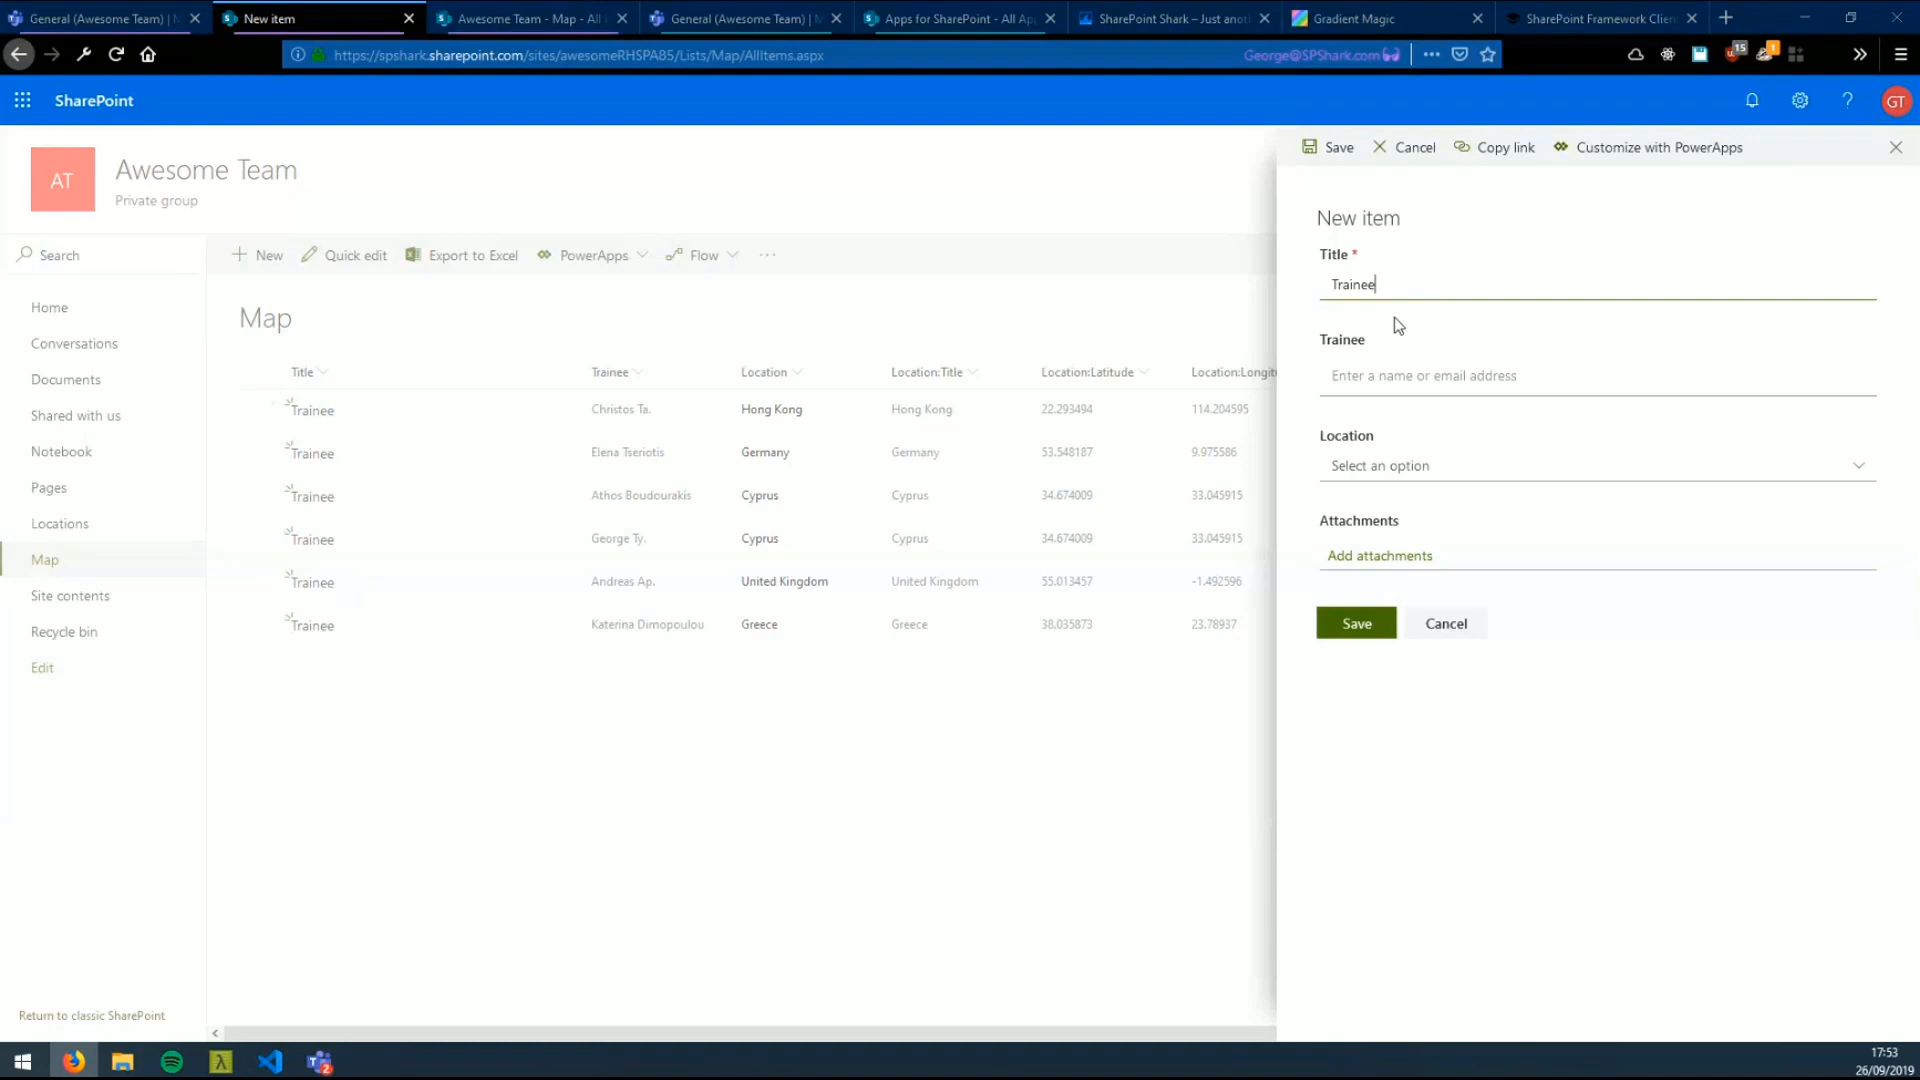 General (Awesome Team) | M
New item
Awesome Team - Map - All I
General (Awesome Team) | M
Apps for SharePoint - All Ap
SharePoint Shark – Just anot
Gradient Magic
SharePoint Framework Clien
https://spshark.sharepoint.com/sites/awesomeRHSPA85/Lists/Map/AllItems.aspx
George@SPShark.com
15
1
SharePoint
GT
AT
Awesome Team
Private group
Save
Cancel
Copy link
Customize with PowerApps
Search
New
Quick edit
Export to Excel
PowerApps
Flow
Home
Conversations
Documents
Shared with us
Notebook
Pages
Locations
Map
Site contents
Recycle bin
Edit
Return to classic SharePoint
Map
Title Trainee Location Location:Title Location:Latitude Location:Longitu
Trainee Christos Ta. Hong Kong Hong Kong 22.293494 114.204595
Trainee Elena Tseriotis Germany Germany 53.548187 9.975586
Trainee Athos Boudourakis Cyprus Cyprus 34.674009 33.045915
Trainee George Ty. Cyprus Cyprus 34.674009 33.045915
Trainee Andreas Ap. United Kingdom United Kingdom 55.013457 -1.492596
Trainee Katerina Dimopoulou Greece Greece 38.035873 23.78937
New item
Title *
Trainee
Trainee
Enter a name or email address
Location
Select an option
Attachments
Add attachments
Save
Cancel
2
17:53
26/09/2019